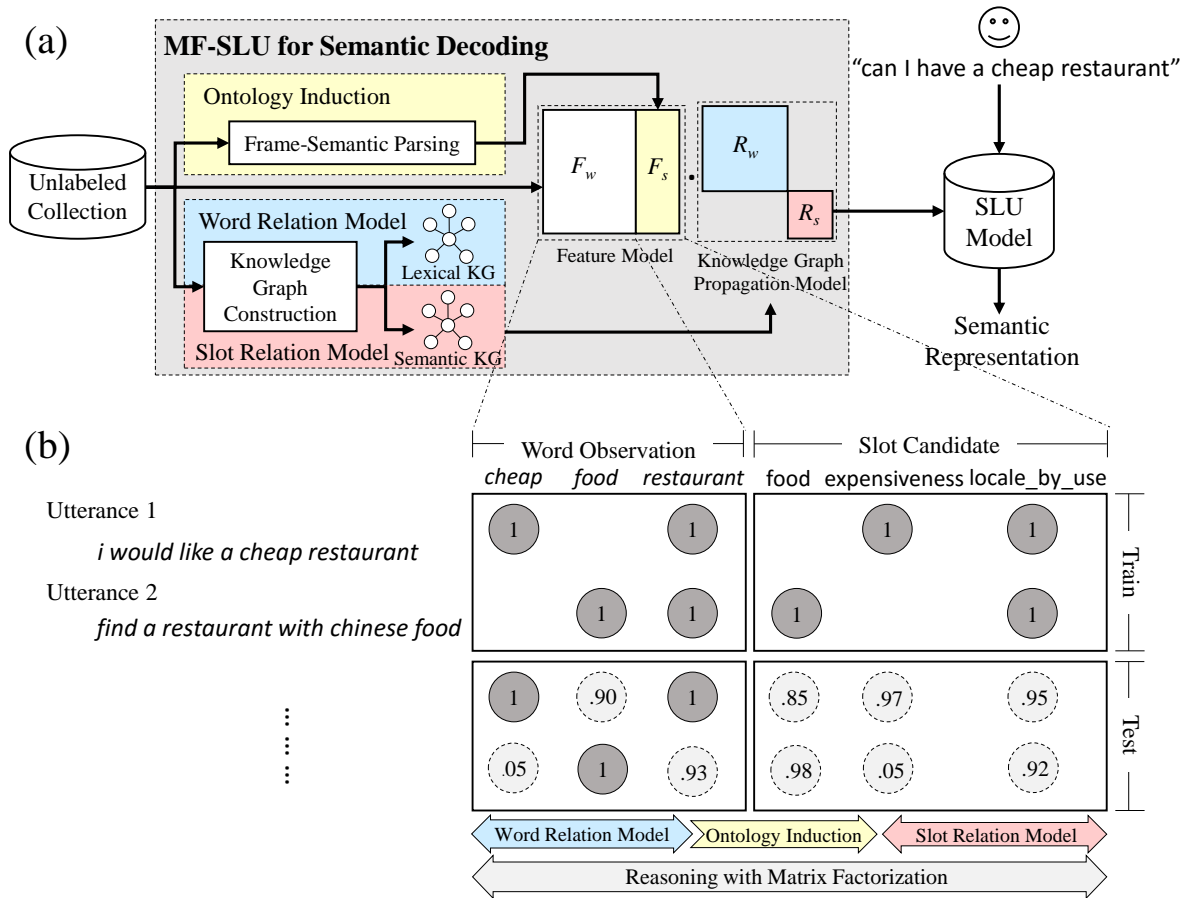 (a)
MF-SLU for Semantic Decoding
Ontology Induction
Frame-Semantic Parsing
Unlabeled
Collection
Word Relation Model
Knowledge
Graph
Construction
Lexical KG
Slot Relation Model
Semantic KG
F_w
F_s
.
R_w
R_s
Feature Model
Knowledge Graph
Propagation Model
“can I have a cheap restaurant”
SLU
Model
Semantic
Representation
(b)
Word Observation
Slot Candidate
cheap food restaurant food expensiveness locale_by_use
Utterance 1
i would like a cheap restaurant
1 1 1 1
Utterance 2
find a restaurant with chinese food
1 1 1 1
Train
1 .90 1 .85 .97 .95
.05 1 .93 .98 .05 .92
Test
Word Relation Model
Ontology Induction
Slot Relation Model
Reasoning with Matrix Factorization